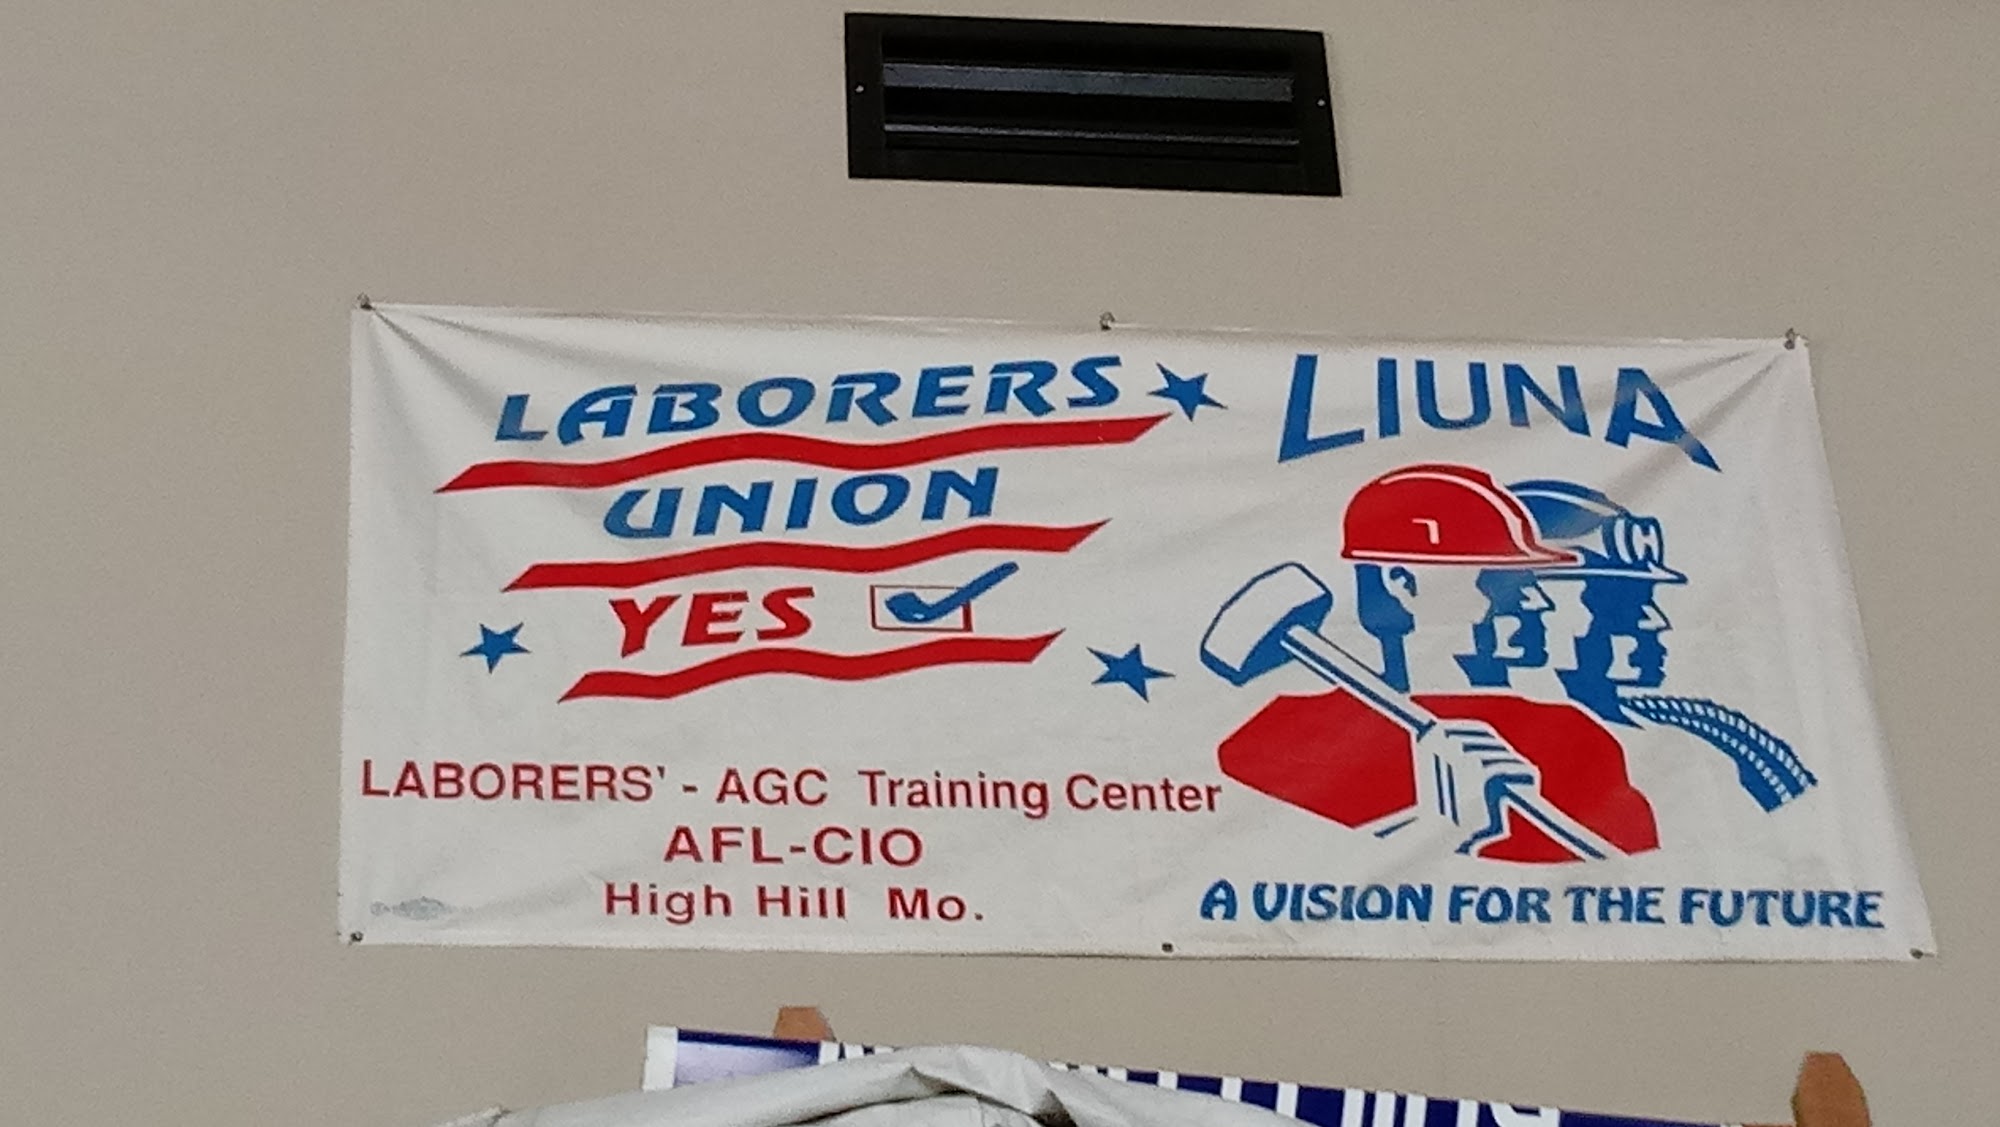 LABORERS
UNION
YES
LIUNA
LABORERS' - AGC Training Center
AFL-CIO
High Hill Mo.
A VISION FOR THE FUTURE